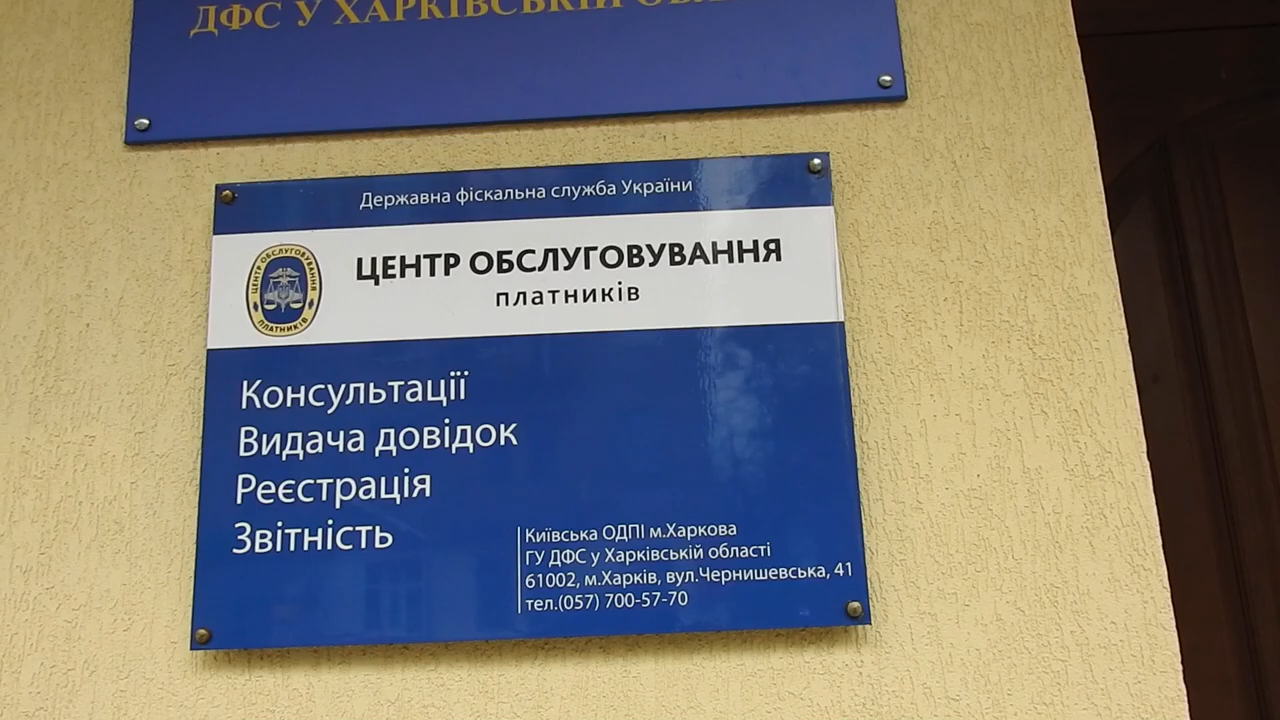 ДФС У ХАРКІВСЬКІЙ
Державна фіскальна служба України
ЦЕНТР ОБСЛУГОВУВАННЯ
платників
ЦЕНТР ОБСЛУГОВУВАННЯ
ПЛАТНИКІВ
Консультації
Видача довідок
Реєстрація
Звітність
Київська ОДПІ м.Харкова
ГУ ДФС у Харківській області
61002, м.Харків, вул.Чернишевська, 41
тел.(057) 700-57-70